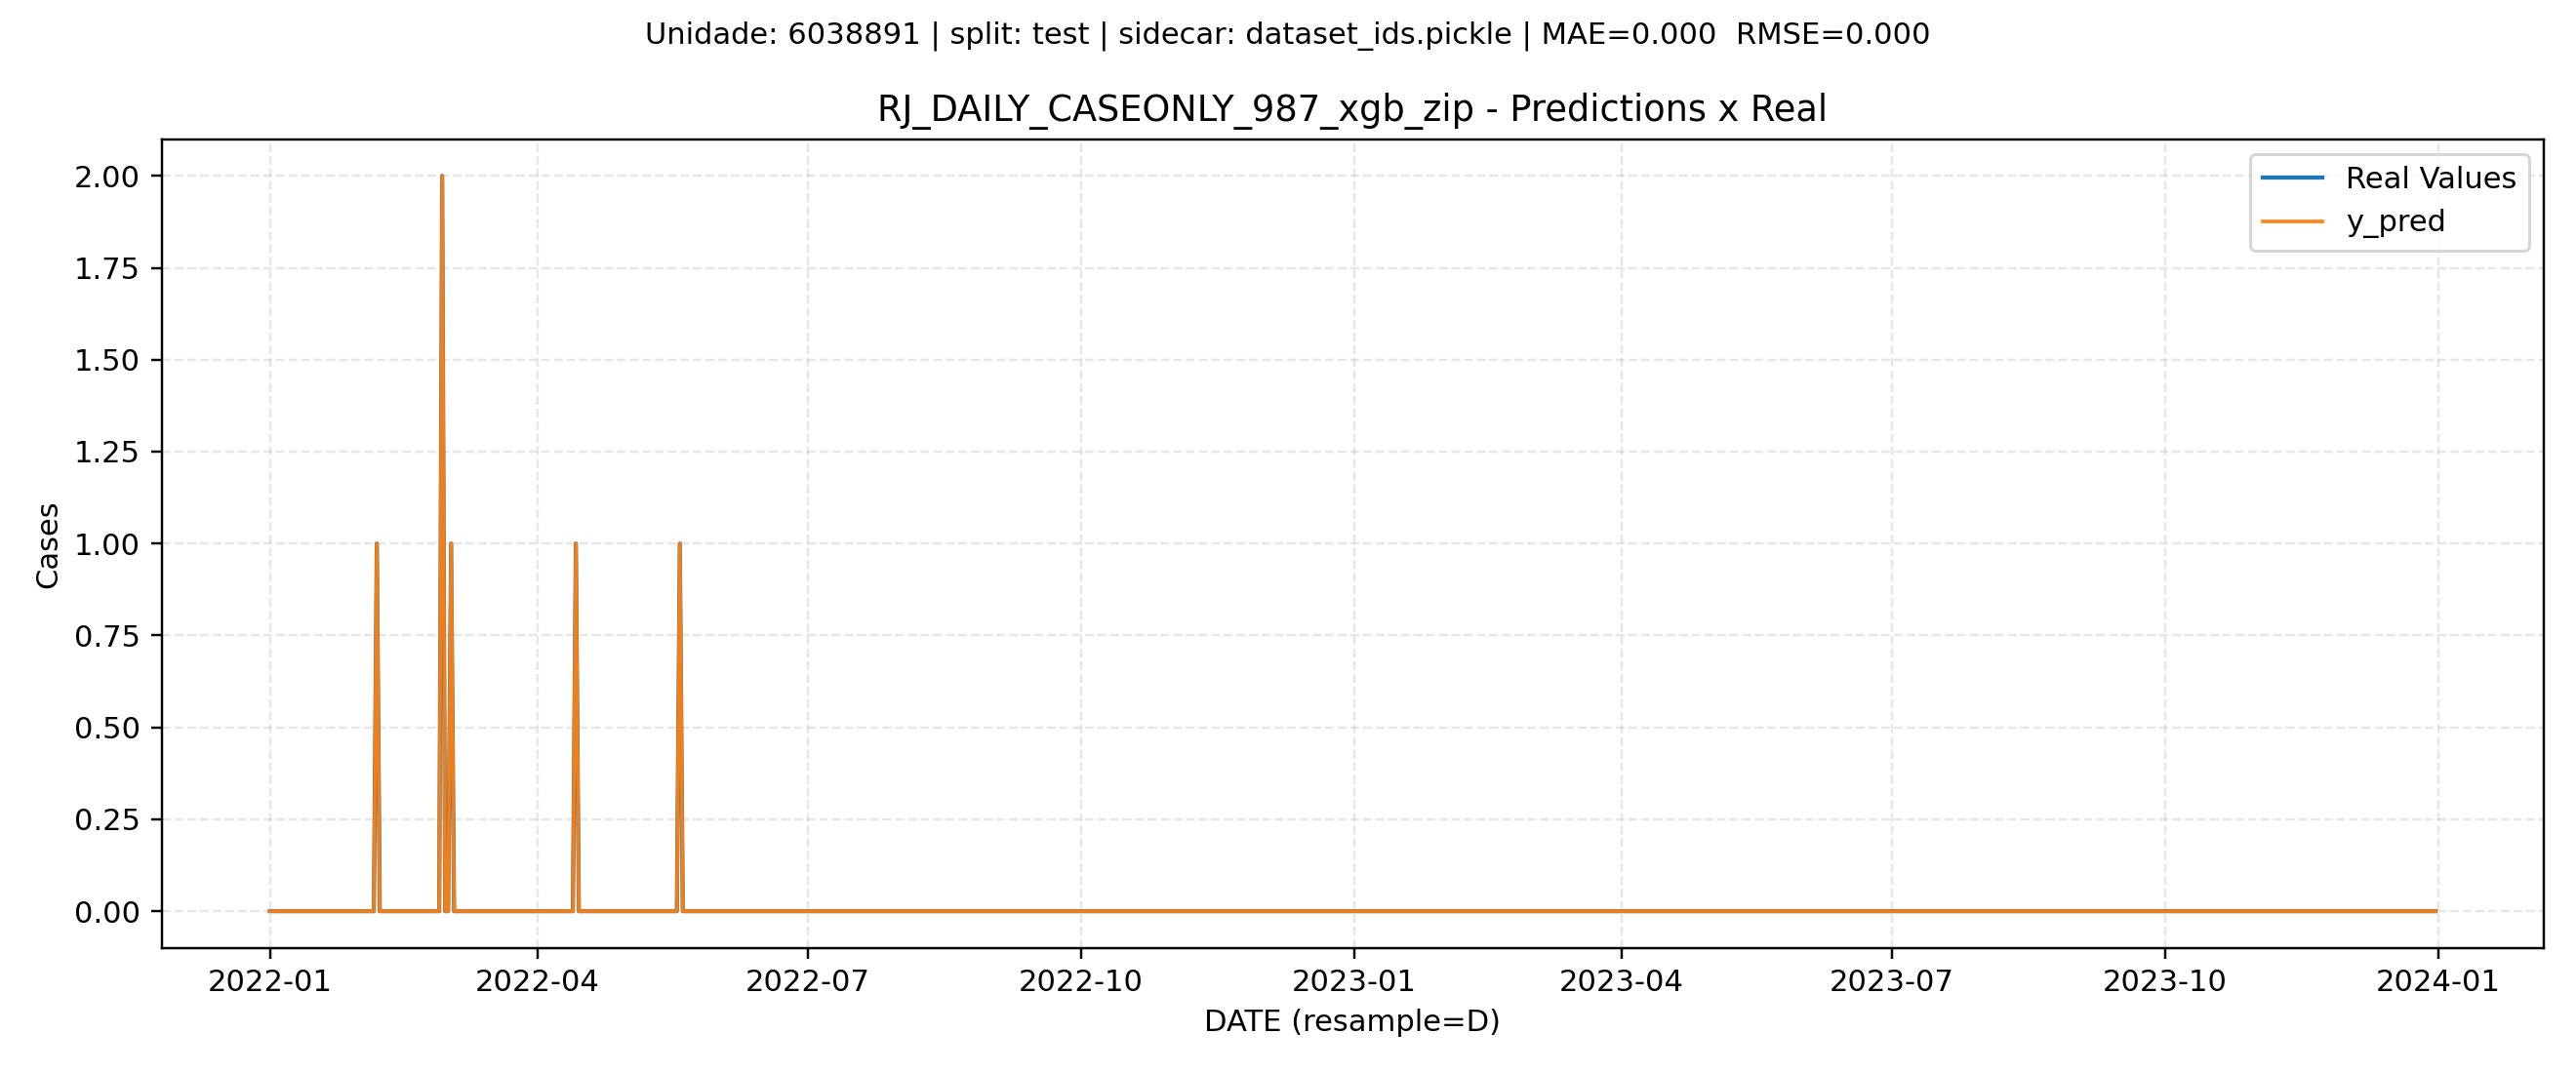 Unidade: 6038891 | split: test | sidecar: dataset_ids.pickle | MAE=0.000  RMSE=0.000
RJ_DAILY_CASEONLY_987_xgb_zip - Predictions x Real
Real Values
y_pred
2.00
1.75
1.50
1.25
1.00
0.75
0.50
0.25
0.00
Cases
2022-01 2022-04 2022-07 2022-10 2023-01 2023-04 2023-07 2023-10 2024-01
DATE (resample=D)